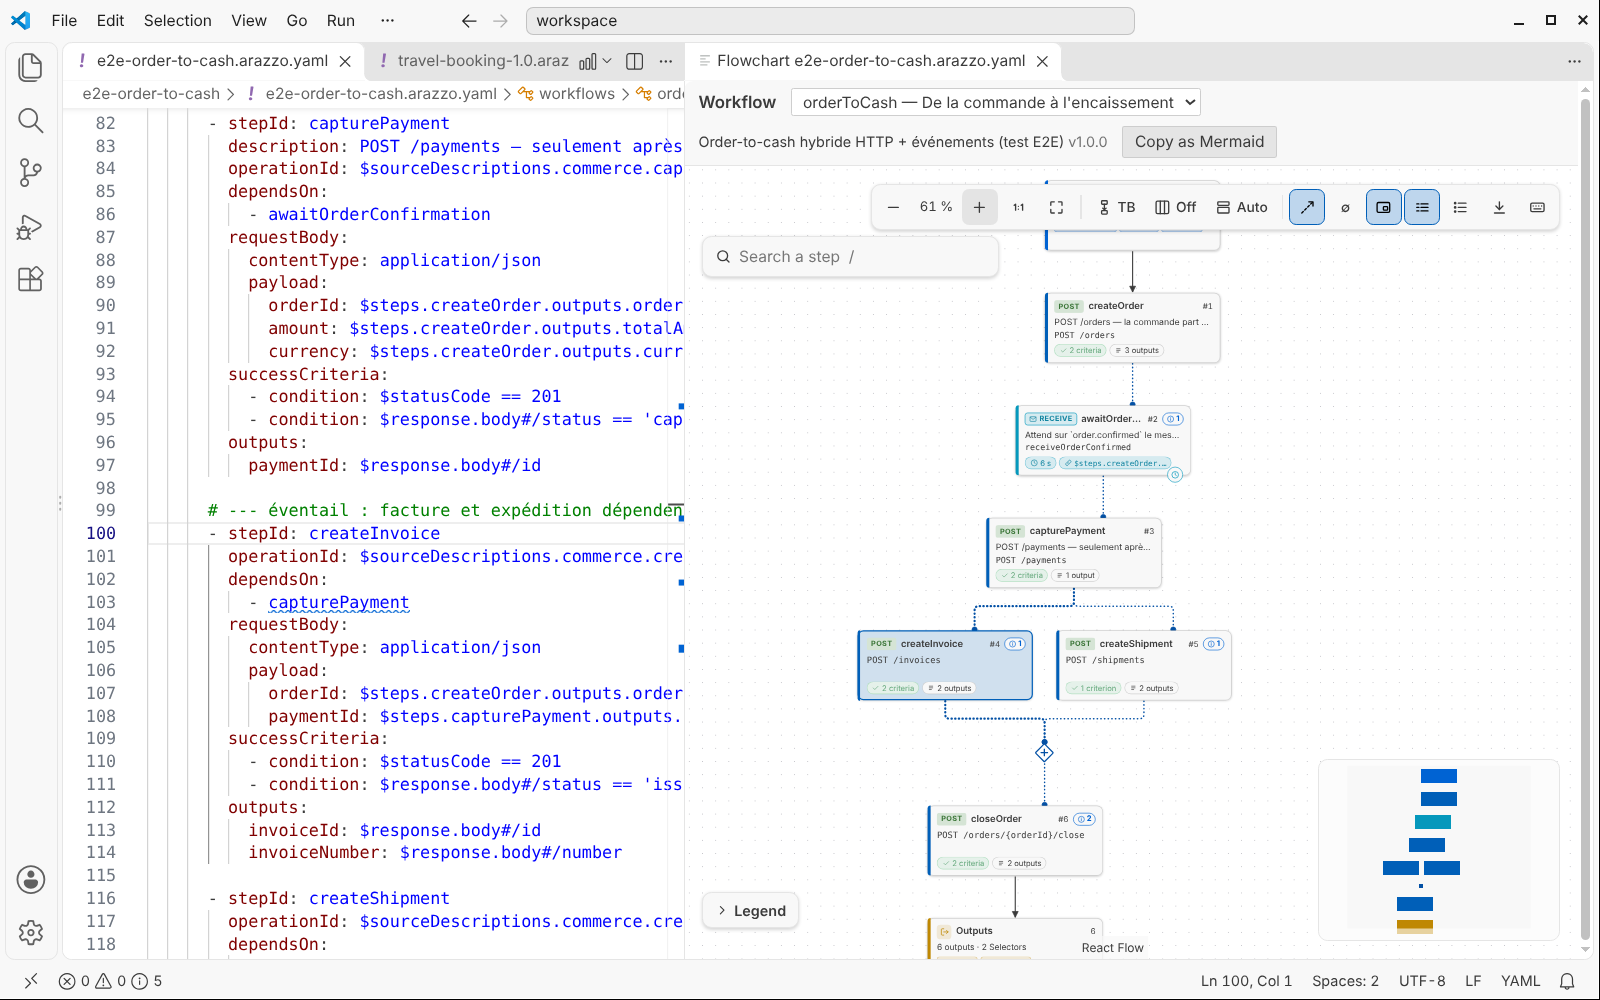 File Edit Selection View Go Run ··· workspace
! e2e-order-to-cash.arazzo.yaml ! travel-booking-1.0.araz
e2e-order-to-cash > ! e2e-order-to-cash.arazzo.yaml > workflows >
82 - stepId: capturePayment
83 description: POST /payments — seulement après
84 operationId: $sourceDescriptions.commerce.cap
85 dependsOn:
86 - awaitOrderConfirmation
87 requestBody:
88 contentType: application/json
89 payload:
90 orderId: $steps.createOrder.outputs.order
91 amount: $steps.createOrder.outputs.totalA
92 currency: $steps.createOrder.outputs.curr
93 successCriteria:
94 - condition: $statusCode == 201
95 - condition: $response.body#/status == 'cap
96 outputs:
97 paymentId: $response.body#/id
98
99 # --- éventail : facture et expédition dépenden
100 - stepId: createInvoice
101 operationId: $sourceDescriptions.commerce.cre
102 dependsOn:
103 - capturePayment
104 requestBody:
105 contentType: application/json
106 payload:
107 orderId: $steps.createOrder.outputs.order
108 paymentId: $steps.capturePayment.outputs.
109 successCriteria:
110 - condition: $statusCode == 201
111 - condition: $response.body#/status == 'iss
112 outputs:
113 invoiceId: $response.body#/id
114 invoiceNumber: $response.body#/number
115
116 - stepId: createShipment
117 operationId: $sourceDescriptions.commerce.cre
118 dependsOn:
Flowchart e2e-order-to-cash.arazzo.yaml
Workflow orderToCash — De la commande à l'encaissement
Order-to-cash hybride HTTP + événements (test E2E) v1.0.0 Copy as Mermaid
61 % 1:1 TB Off Auto
Search a step /
POST createOrder #1
POST /orders — la commande part ...
POST /orders
2 criteria 3 outputs
RECEIVE awaitOrder... #2 1
Attend sur `order.confirmed` le mes...
receiveOrderConfirmed
6 s $steps.createOrder...
POST capturePayment #3
POST /payments — seulement aprè...
POST /payments
2 criteria 1 output
POST createInvoice #4 1
POST /invoices
2 criteria 2 outputs
POST createShipment #5 1
POST /shipments
1 criterion 2 outputs
POST closeOrder #6 2
POST /orders/{orderId}/close
2 criteria 2 outputs
Outputs 6
6 outputs · 2 Selectors
Legend
React Flow
0 0 5 Ln 100, Col 1 Spaces: 2 UTF-8 LF YAML